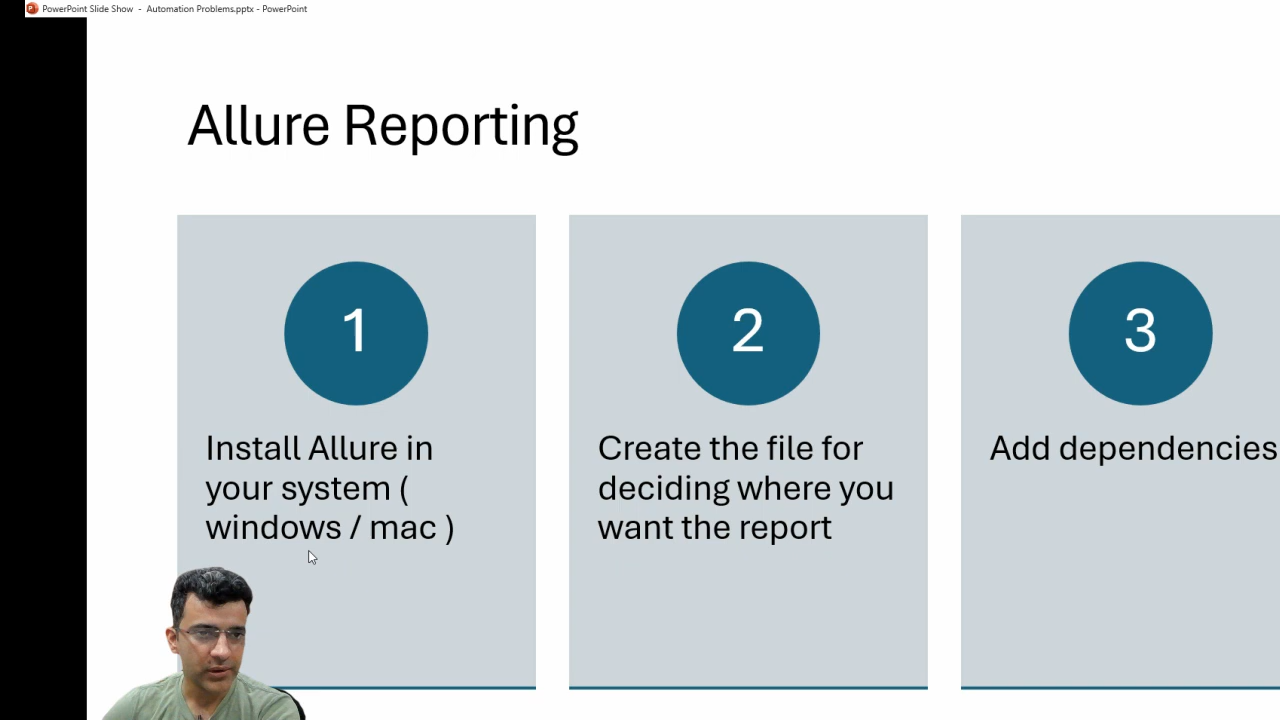 PowerPoint Slide Show - Automation Problems.pptx - PowerPoint
Allure Reporting
1
Install Allure in
your system (
windows / mac )
2
Create the file for
deciding where you
want the report
3
Add dependencies